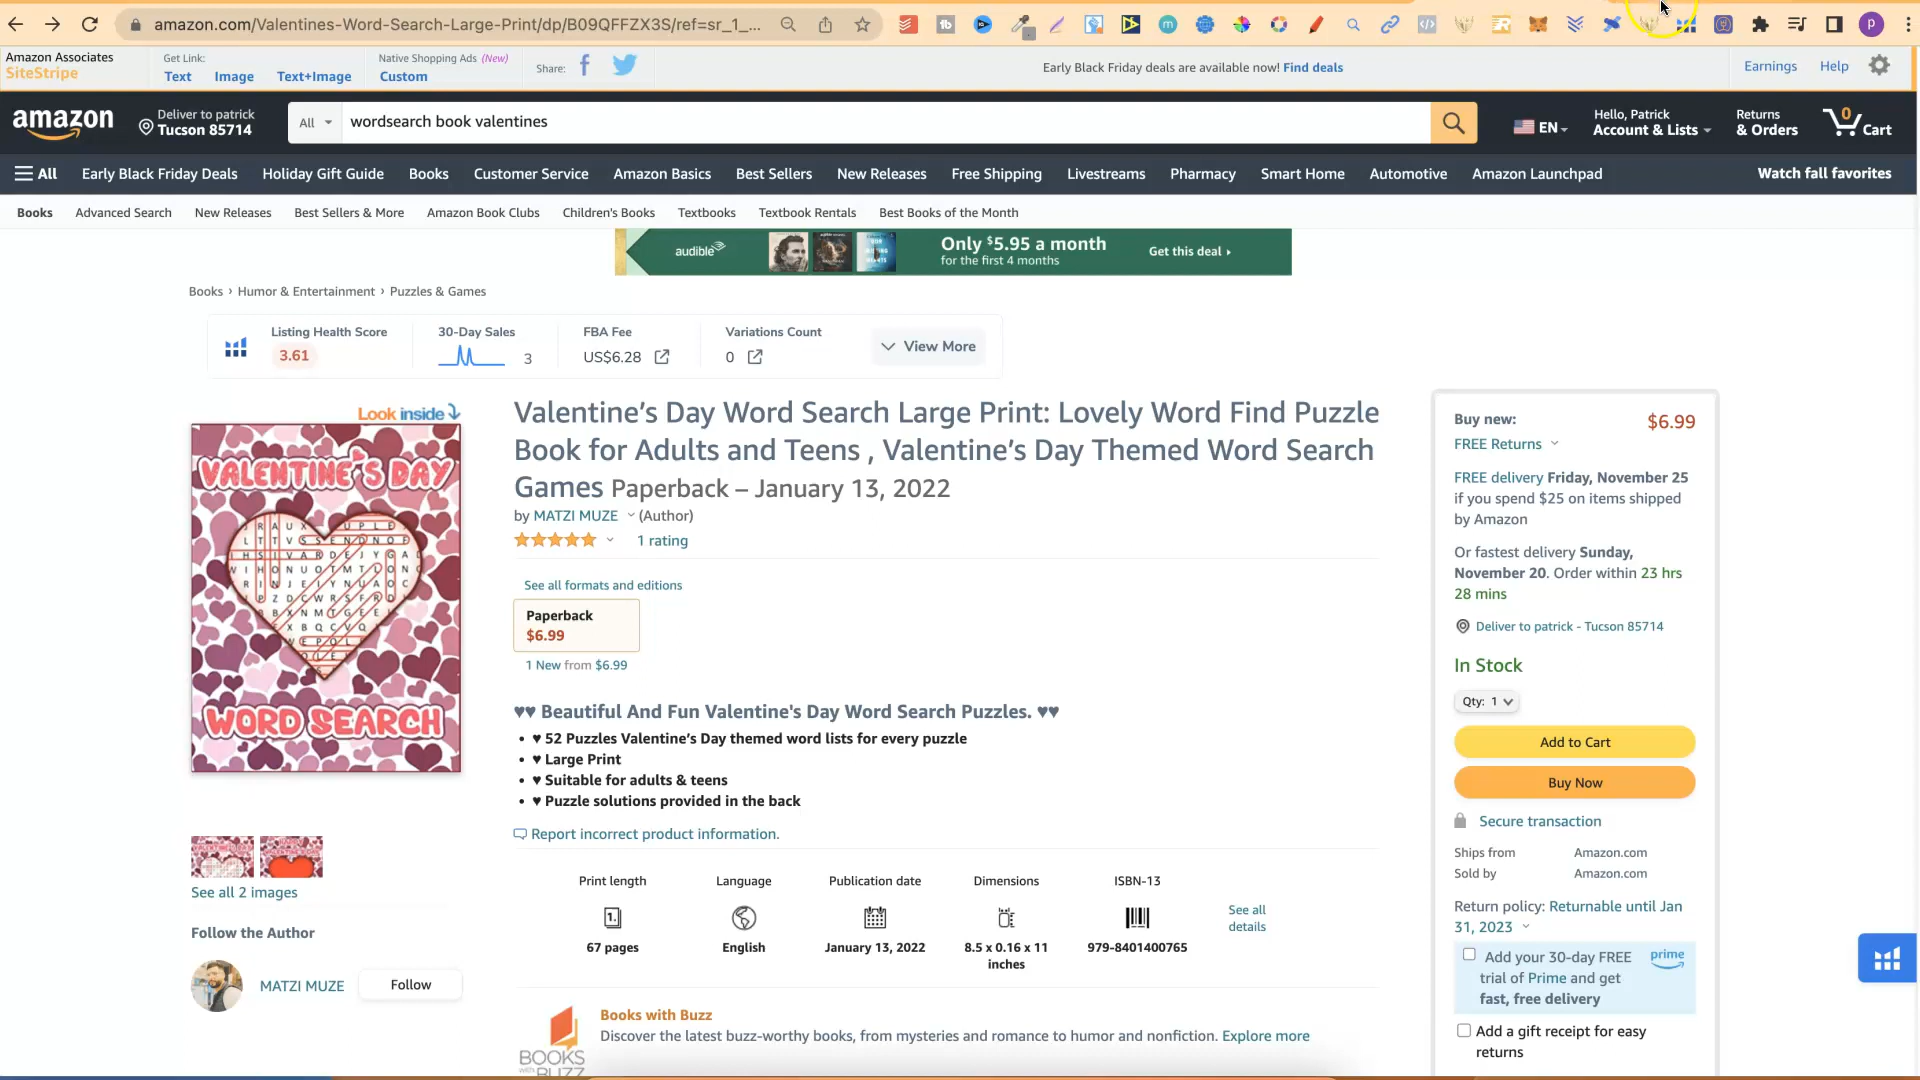 amazon.com/Valentines-Word-Search-Large-Print/dp/B09QFFZX3S/ref=sr_1_...
Amazon Associates
SiteStripe
Get Link:
Text Image Text+Image
Native Shopping Ads (New)
Custom
Share:
Early Black Friday deals are available now! Find deals
Earnings Help
amazon
Deliver to patrick
Tucson 85714
All
wordsearch book valentines
EN
Hello, Patrick
Account & Lists
Returns
& Orders
0
Cart
All Early Black Friday Deals Holiday Gift Guide Books Customer Service Amazon Basics Best Sellers New Releases Free Shipping Livestreams Pharmacy Smart Home Automotive Amazon Launchpad Watch fall favorites
Books Advanced Search New Releases Best Sellers & More Amazon Book Clubs Children's Books Textbooks Textbook Rentals Best Books of the Month
audible
Only $5.95 a month
for the first 4 months
Get this deal ›
Books › Humor & Entertainment › Puzzles & Games
Listing Health Score
3.61
30-Day Sales
3
FBA Fee
US$6.28
Variations Count
0
View More
Look inside
VALENTINE'S DAY
WORD SEARCH
See all 2 images
Follow the Author
MATZI MUZE
Follow
Valentine's Day Word Search Large Print: Lovely Word Find Puzzle
Book for Adults and Teens , Valentine's Day Themed Word Search
Games Paperback – January 13, 2022
by MATZI MUZE (Author)
1 rating
See all formats and editions
Paperback
$6.99
1 New from $6.99
♥♥ Beautiful And Fun Valentine's Day Word Search Puzzles. ♥♥
• ♥ 52 Puzzles Valentine's Day themed word lists for every puzzle
• ♥ Large Print
• ♥ Suitable for adults & teens
• ♥ Puzzle solutions provided in the back
Report incorrect product information.
Print length
67 pages
Language
English
Publication date
January 13, 2022
Dimensions
8.5 x 0.16 x 11
inches
ISBN-13
979-8401400765
See all
details
BOOKS
with BUZZ
Books with Buzz
Discover the latest buzz-worthy books, from mysteries and romance to humor and nonfiction. Explore more
Buy new:
$6.99
FREE Returns
FREE delivery Friday, November 25
if you spend $25 on items shipped
by Amazon
Or fastest delivery Sunday,
November 20. Order within 23 hrs
28 mins
Deliver to patrick - Tucson 85714
In Stock
Qty: 1
Add to Cart
Buy Now
Secure transaction
Ships from Amazon.com
Sold by Amazon.com
Return policy: Returnable until Jan
31, 2023
Add your 30-day FREE
trial of Prime and get
fast, free delivery
prime
Add a gift receipt for easy
returns